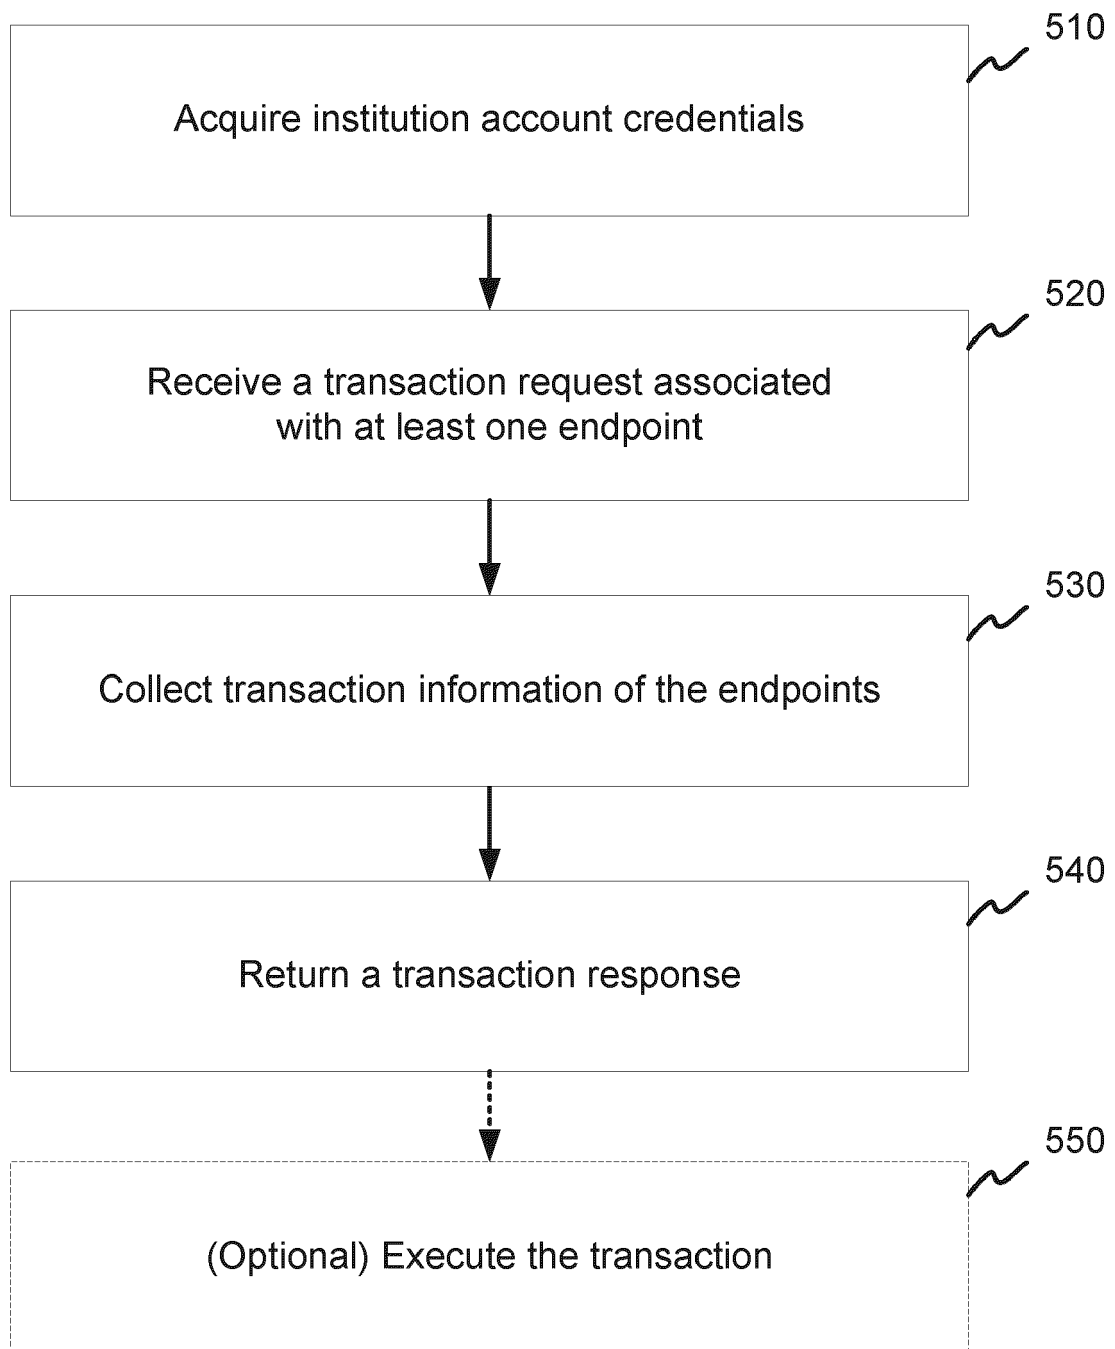 510
Acquire institution account credentials
520
Receive a transaction request associated
with at least one endpoint
530
Collect transaction information of the endpoints
540
Return a transaction response
550
(Optional) Execute the transaction